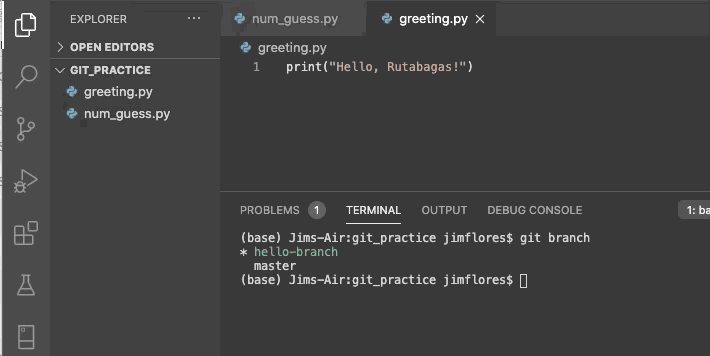 EXPLORER
OPEN EDITORS
GIT_PRACTICE
greeting.py
num_guess.py
num_guess.py
greeting.py
greeting.py
1 print("Hello, Rutabagas!")
PROBLEMS 1 TERMINAL OUTPUT DEBUG CONSOLE 1: ba
(base) Jims-Air:git_practice jimflores$ git branch
* hello-branch
master
(base) Jims-Air:git_practice jimflores$